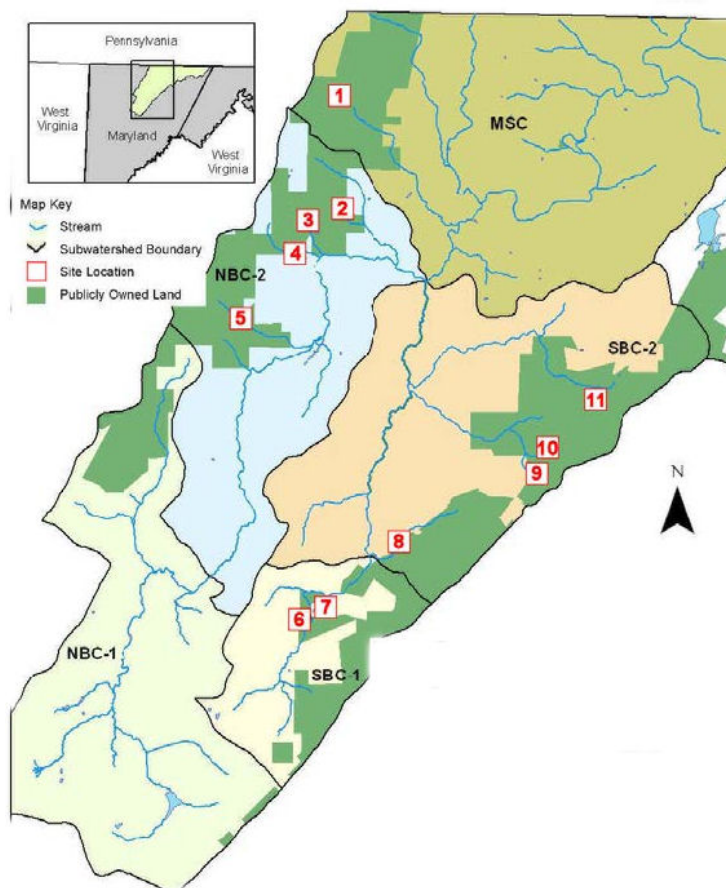 Pennsylvania
West
Virginia
Maryland
West
Virginia
Map Key
Stream
Subwatershed Boundary
Site Location
Publicly Owned Land
1
MSC
2
3
4
NBC-2
5
SBC-2
11
10
9
N
8
7
6
NBC-1
SBC-1